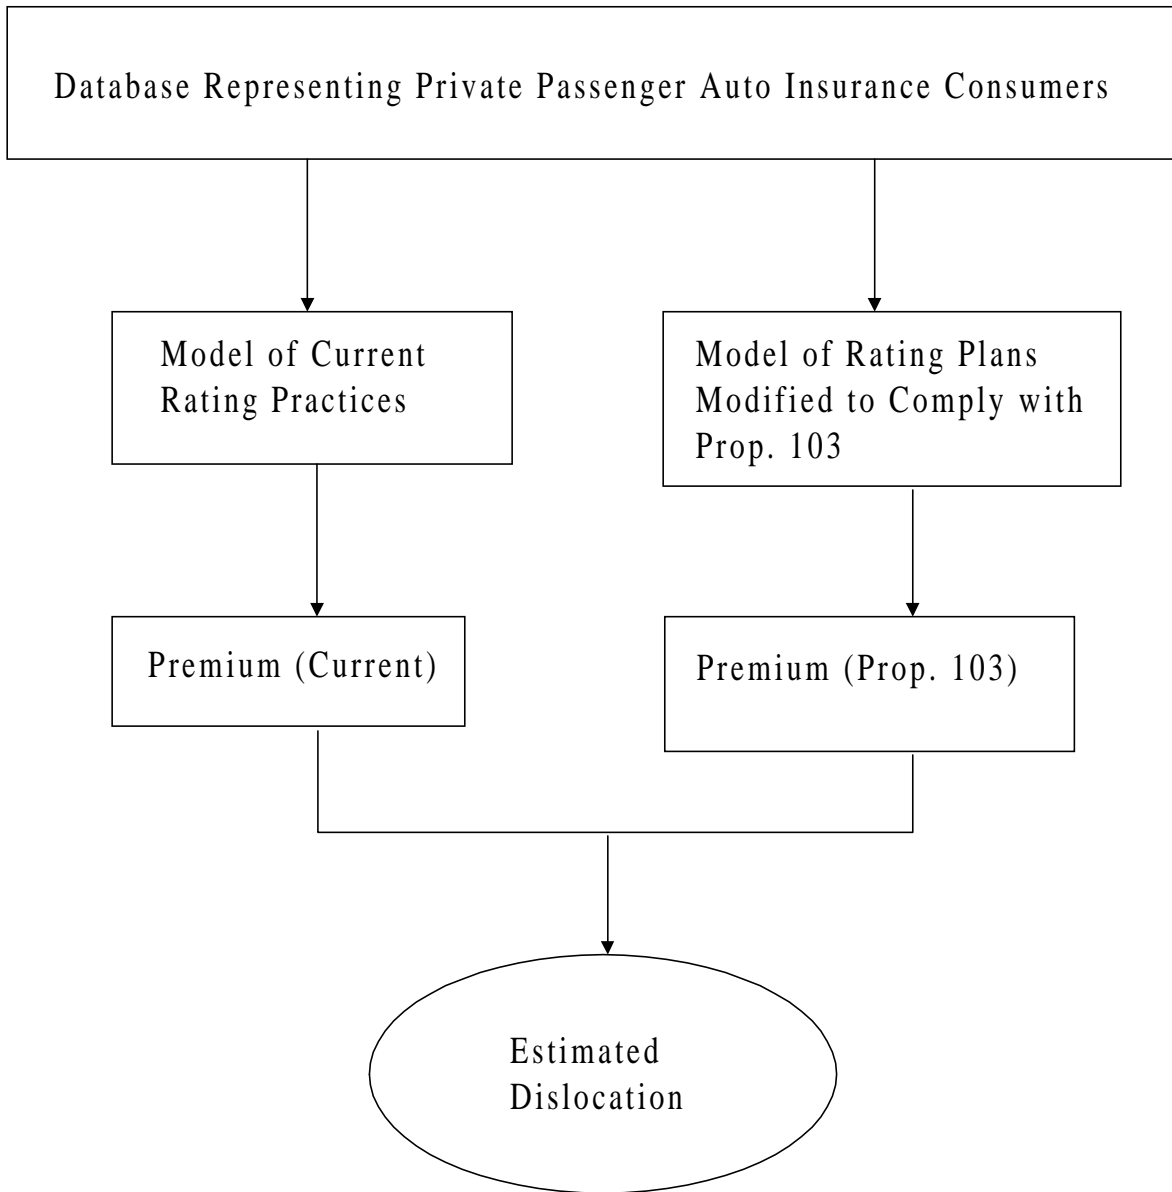 Database Representing Private Passenger Auto Insurance Consumers
Model of Current
Rating Practices
Model of Rating Plans
Modified to Comply with
Prop. 103
Premium (Current)
Premium (Prop. 103)
Estimated
Dislocation